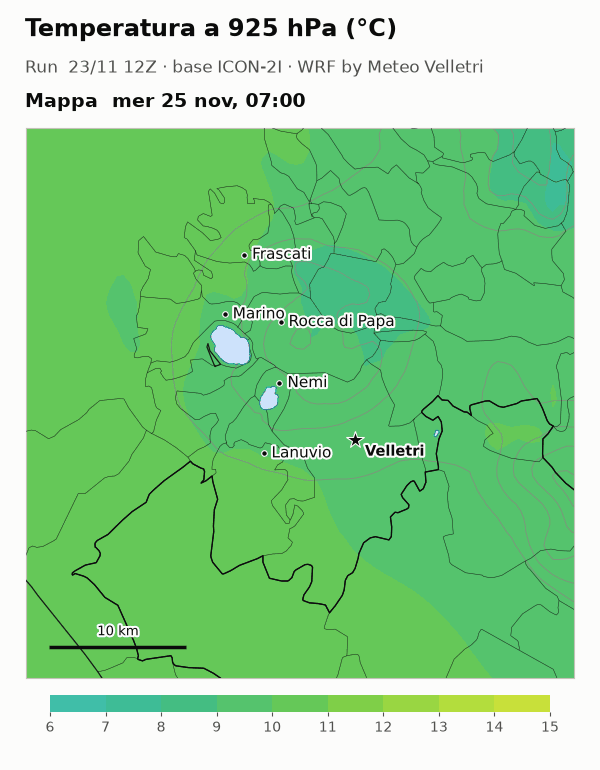 Temperatura a 925 hPa (°C)
Run  23/11 12Z · base ICON-2I · WRF by Meteo Velletri
Mappa  mer 25 nov, 07:00
Frascati
Marino
Rocca di Papa
Nemi
Velletri
Lanuvio
10 km
6 7 8 9 10 11 12 13 14 15